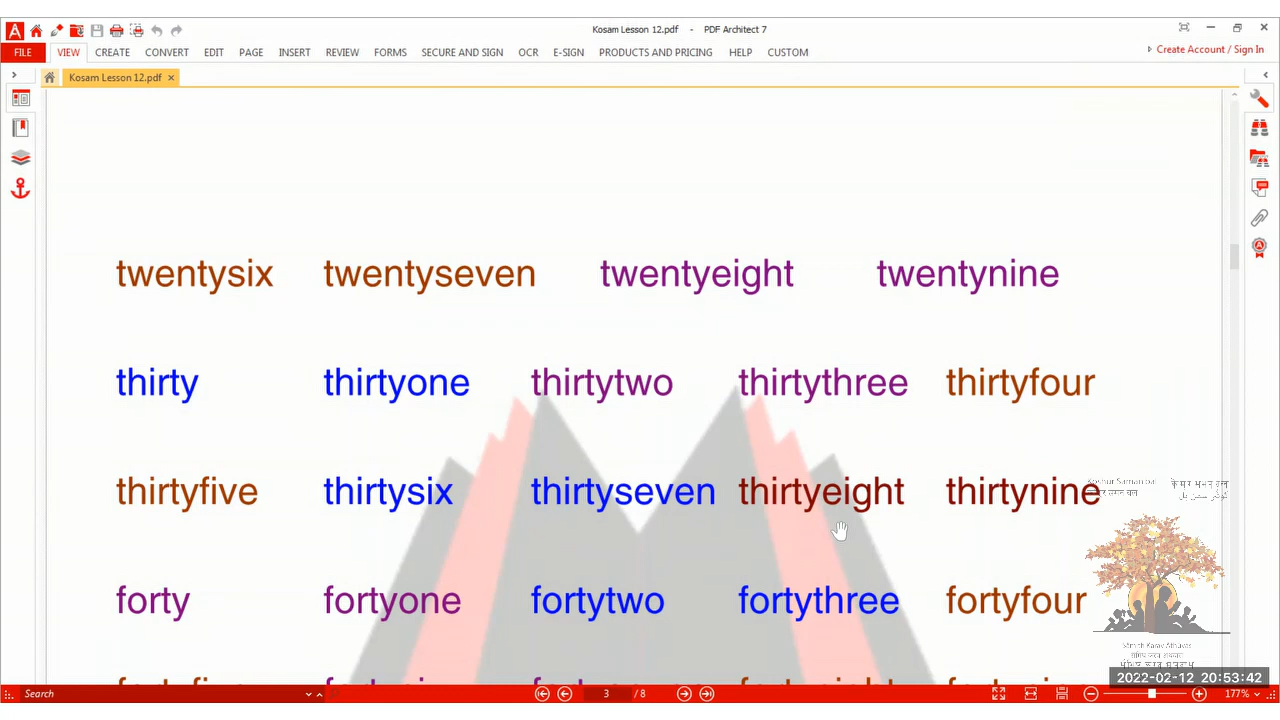 Kosam Lesson 12.pdf - PDF Architect 7
FILE VIEW CREATE CONVERT EDIT PAGE INSERT REVIEW FORMS SECURE AND SIGN OCR E-SIGN PRODUCTS AND PRICING HELP CUSTOM
Create Account / Sign In
Kosam Lesson 12.pdf
twentysix twentyseven twentyeight twentynine
thirty thirtyone thirtytwo thirtythree thirtyfour
thirtyfive thirtysix thirtyseven thirtyeight thirtynine
forty fortyone fortytwo fortythree fortyfour
2022-02-12 20:53:42
Search 3 / 8 177%